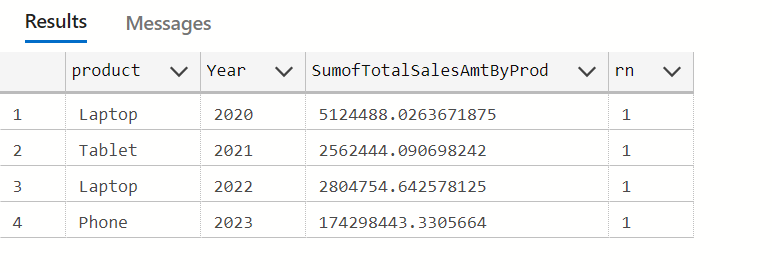 Results Messages
product Year SumofTotalSalesAmtByProd rn
1 Laptop 2020 5124488.0263671875 1
2 Tablet 2021 2562444.090698242 1
3 Laptop 2022 2804754.642578125 1
4 Phone 2023 174298443.3305664 1